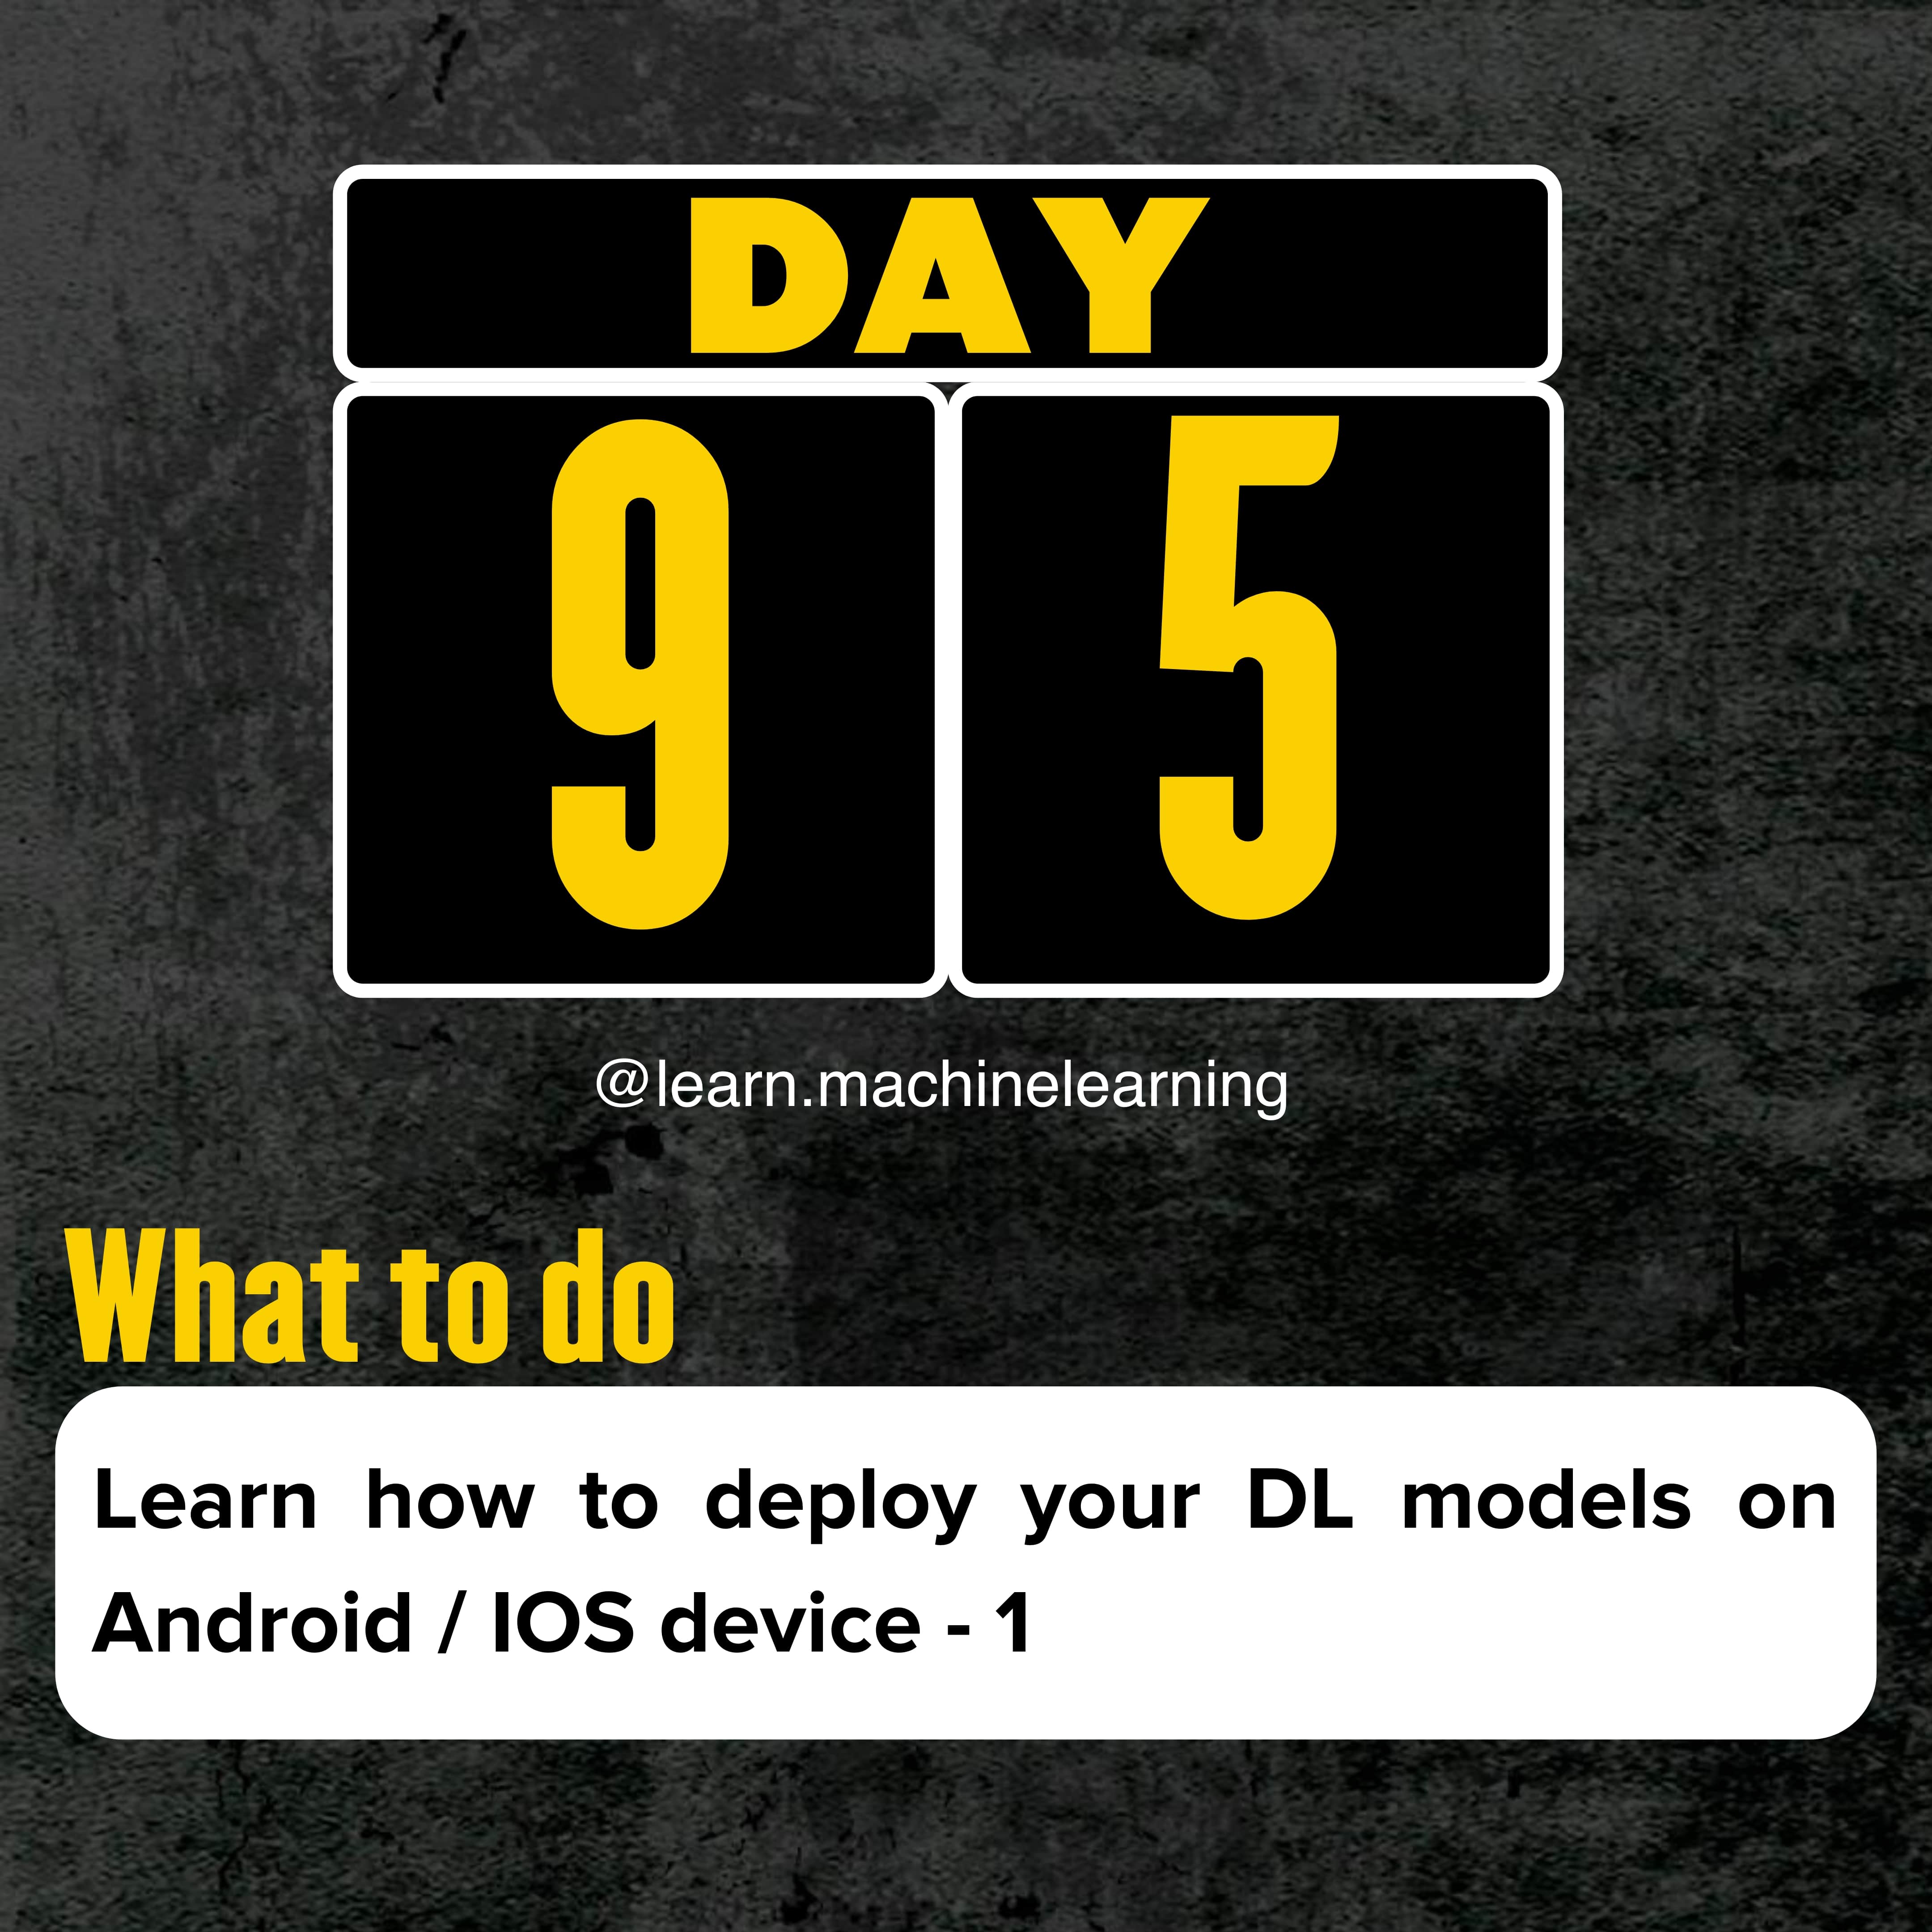 DAY
9 5
@learn.machinelearning
What to do
Learn how to deploy your DL models on
Android / IOS device - 1